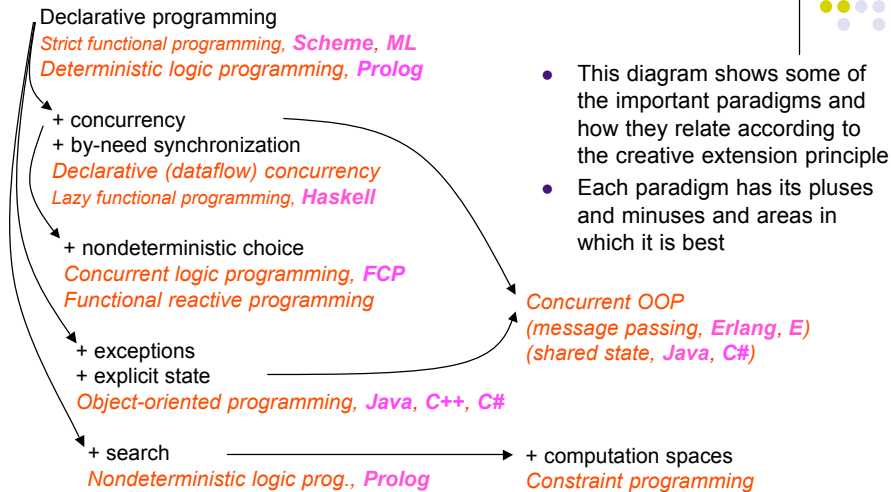 Declarative programming
Strict functional programming, Scheme, ML
Deterministic logic programming, Prolog
+ concurrency
+ by-need synchronization
Declarative (dataflow) concurrency
Lazy functional programming, Haskell
+ nondeterministic choice
Concurrent logic programming, FCP
Functional reactive programming
+ exceptions
+ explicit state
Object-oriented programming, Java, C++, C#
+ search
Nondeterministic logic prog., Prolog
• This diagram shows some of
the important paradigms and
how they relate according to
the creative extension principle
• Each paradigm has its pluses
and minuses and areas in
which it is best
Concurrent OOP
(message passing, Erlang, E)
(shared state, Java, C#)
+ computation spaces
Constraint programming